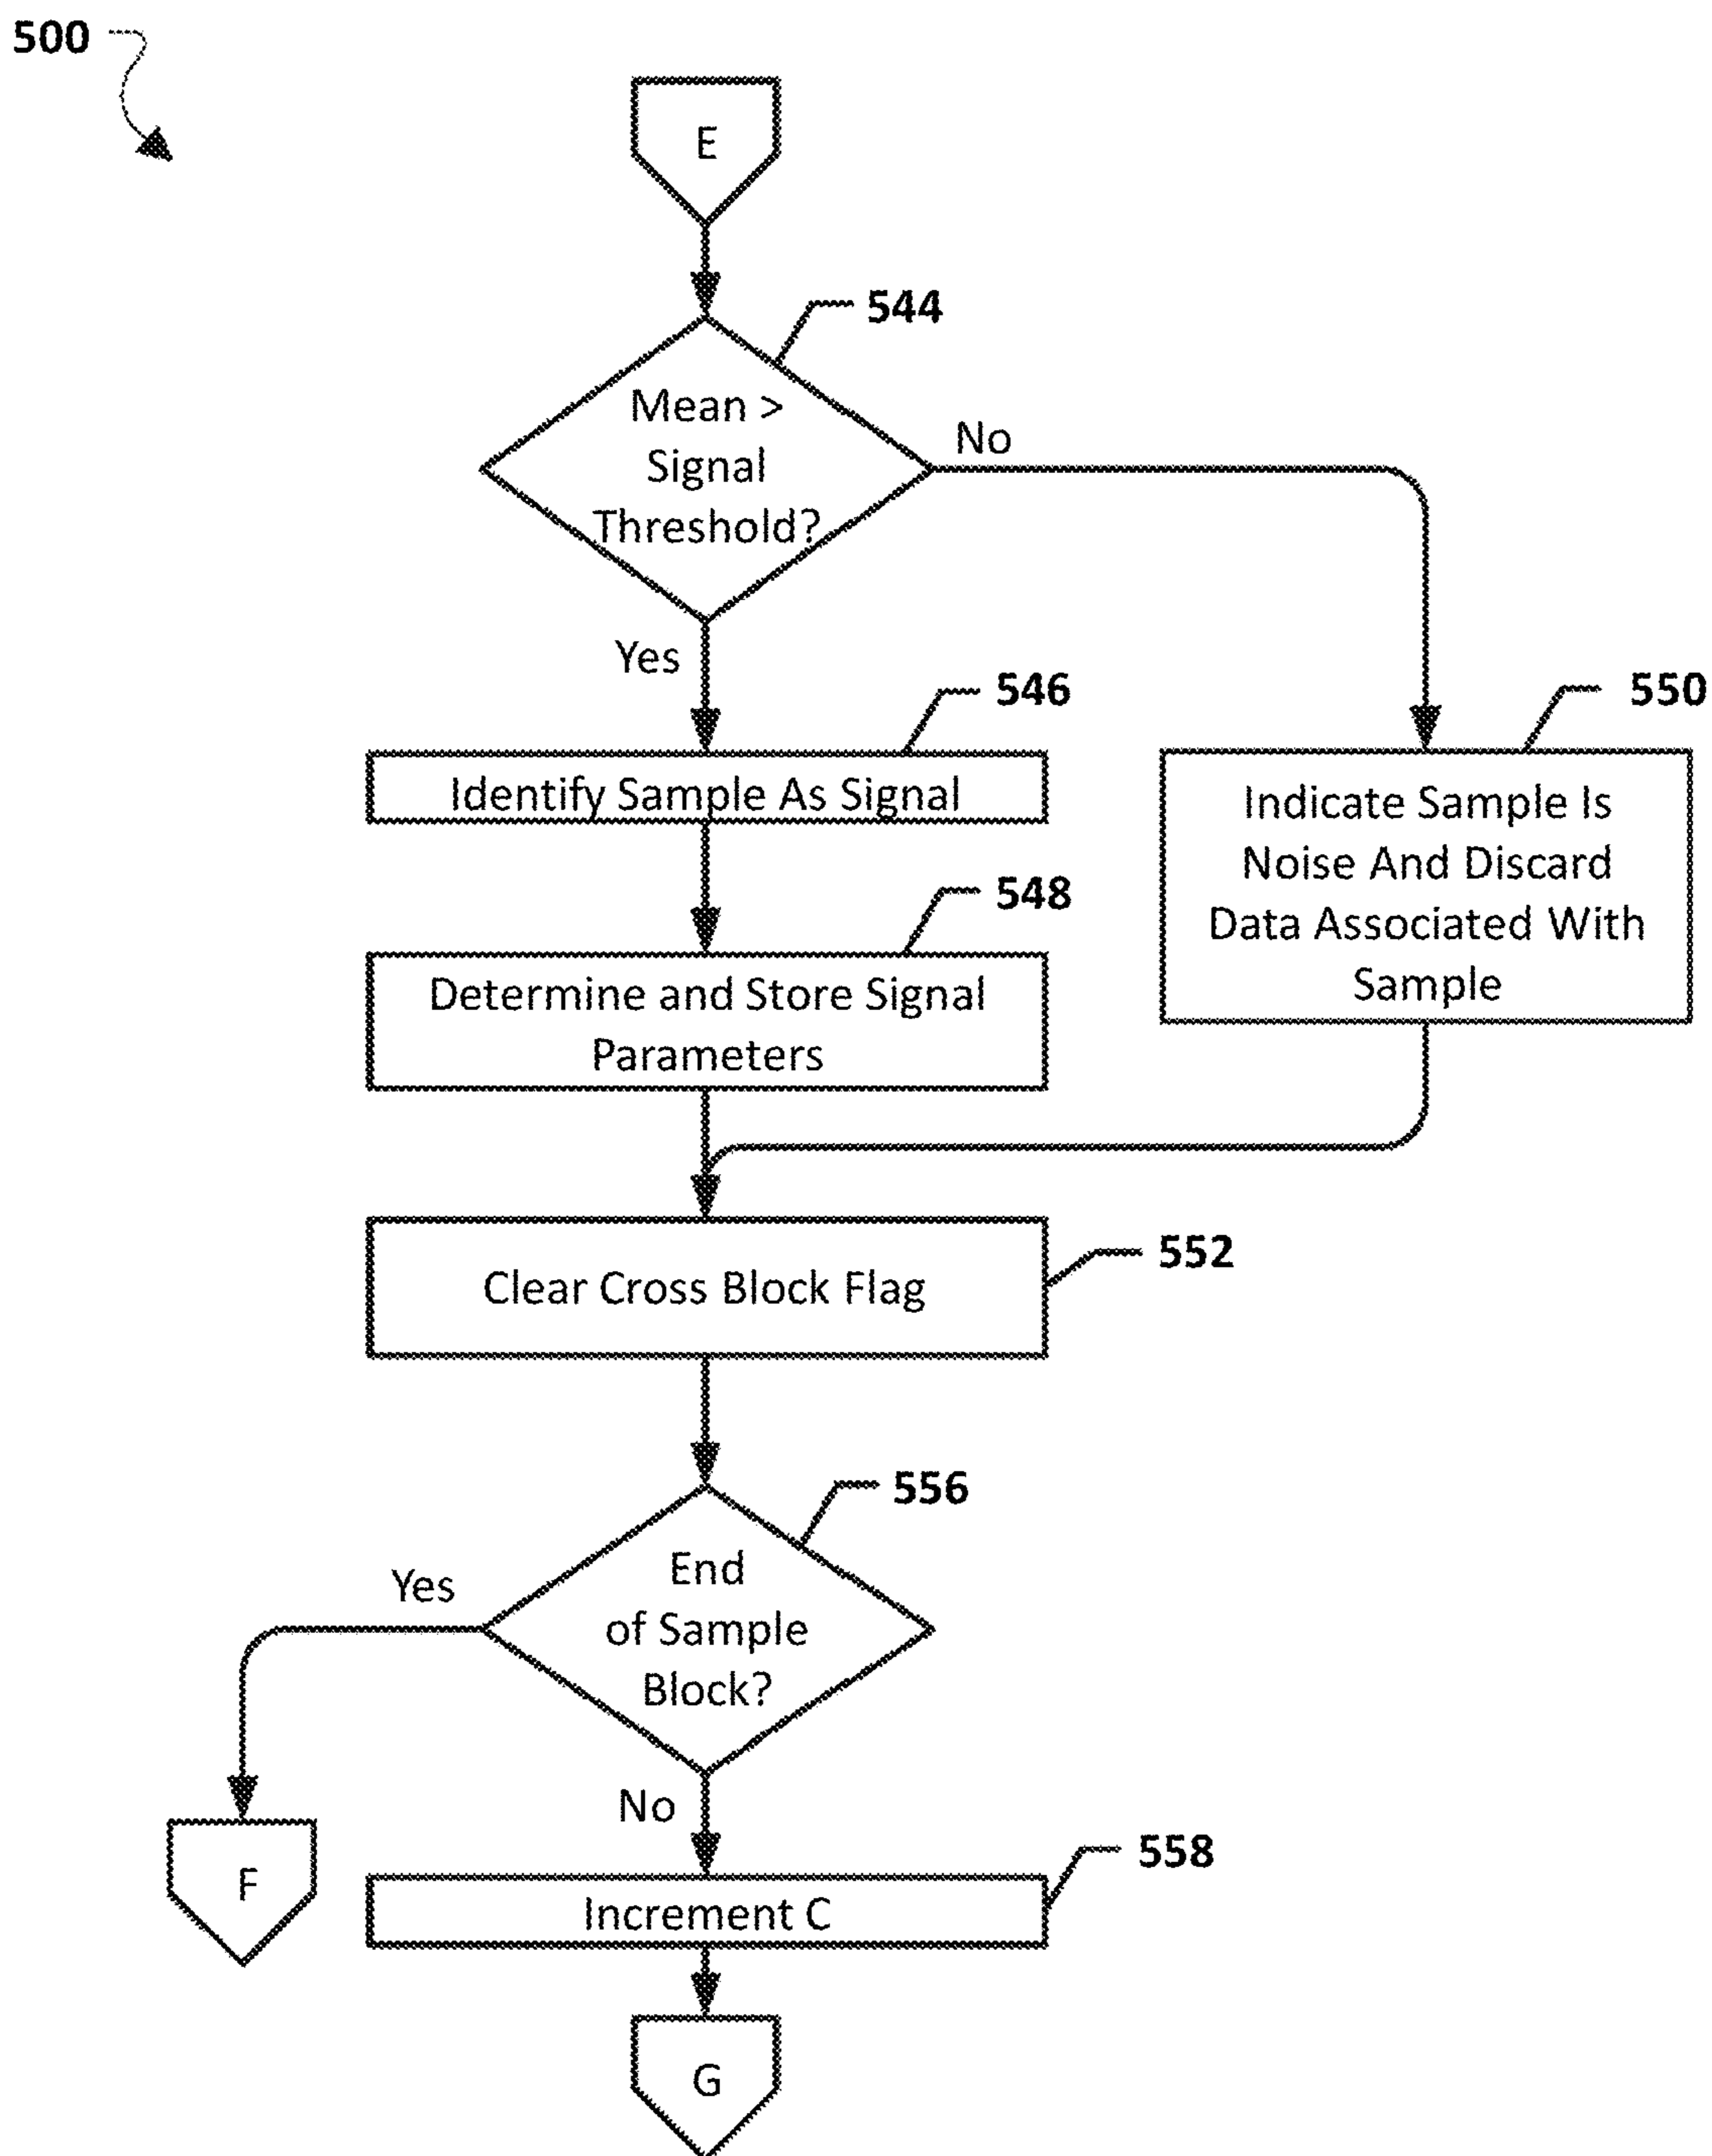 500
E
544
Mean >
Signal
Threshold?
No
Yes
546
Identify Sample As Signal
550
Indicate Sample Is
Noise And Discard
Data Associated With
Sample
548
Determine and Store Signal
Parameters
552
Clear Cross Block Flag
556
End
of Sample
Block?
Yes
No
F
558
Increment C
G